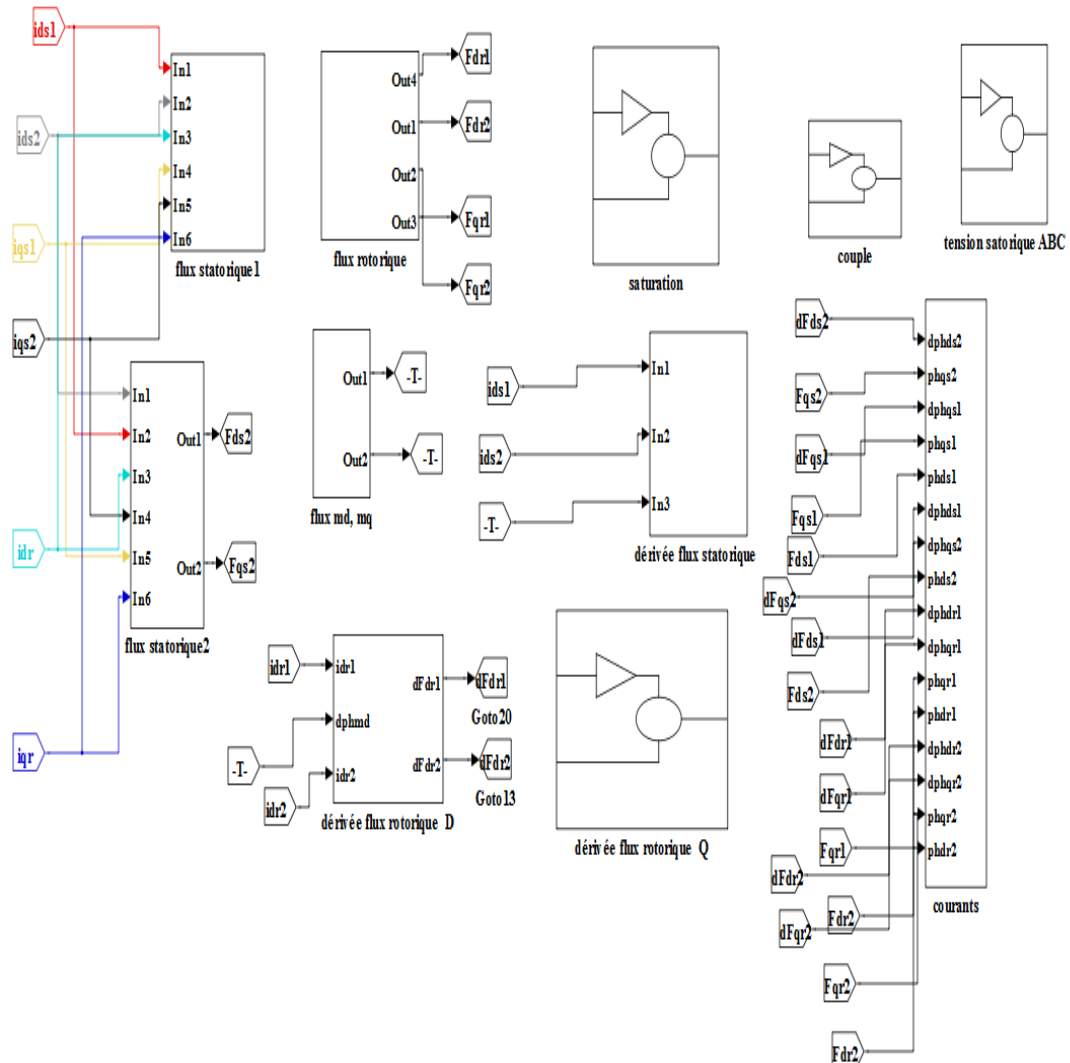 ids1
ids2
iqs1
iqs2
idr
iqr
In1
In2
In3
In4
In5
In6
flux statorique1
Out4
Out1
Out2
Out3
flux rotorique
Fdr1
Fdr2
Fqr1
Fqr2
saturation
couple
tension satorique ABC
In1
In2
In3
In4
In5
In6
Out1
Out2
flux statorique2
Fds2
Fqs2
Out1
Out2
flux md, mq
-T-
-T-
ids1
ids2
-T-
In1
In2
In3
dérivée flux statorique
idr1
-T-
idr2
idr1
dphmd
idr2
dFdr1
dFdr2
dérivée flux rotorique D
dFdr1
Goto20
dFdr2
Goto13
dérivée flux rotorique Q
dFds2
Fqs2
dFqs1
Fqs1
Fds1
dFqs2
dFds1
Fds2
dFdr1
dFqr1
Fqr1
dFdr2
Fdr2
dFqr2
Fqr2
Fdr2
dphds2
phqs2
dphqs1
phqs1
phds1
dphds1
dphqs2
phds2
dphdr1
dphqr1
phqr1
phdr1
dphdr2
dphqr2
phqr2
phdr2
courants